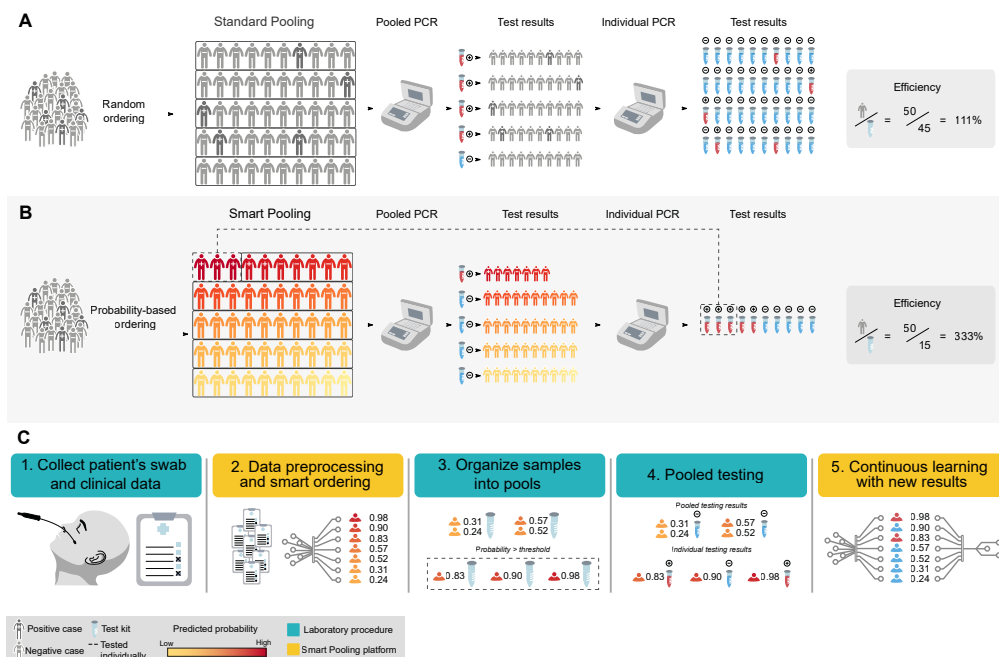 A
Standard Pooling
Pooled PCR
Test results
Individual PCR
Test results
Random
ordering
Efficiency
50
45
=
=
111%
B
Smart Pooling
Pooled PCR
Test results
Individual PCR
Test results
Probability-based
ordering
Efficiency
50
15
=
=
333%
C
1. Collect patient's swab
and clinical data
2. Data preprocessing
and smart ordering
0.98
0.90
0.83
0.57
0.52
0.31
0.24
3. Organize samples
into pools
0.31
0.24
0.57
0.52
Probability > threshold
0.83
0.90
0.98
4. Pooled testing
Pooled testing results
0.31
0.24
0.57
0.52
Individual testing results
0.83
0.90
0.98
5. Continuous learning
with new results
0.98
0.90
0.83
0.57
0.52
0.31
0.24
Positive case
Negative case
Test kit
Tested
individually
Predicted probability
Low
High
Laboratory procedure
Smart Pooling platform